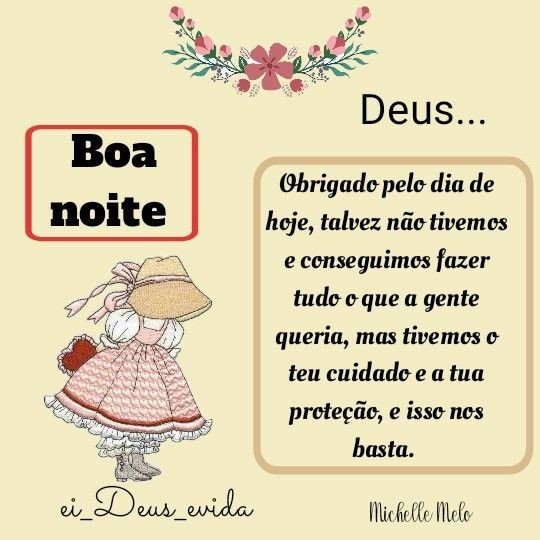 Deus...
Boa
noite
Obrigado pelo dia de
hoje, talvez não tivemos
e conseguimos fazer
tudo o que a gente
queria, mas tivemos o
teu cuidado e a tua
proteção, e isso nos
basta.
ei_Deus_evida
Michelle Melo